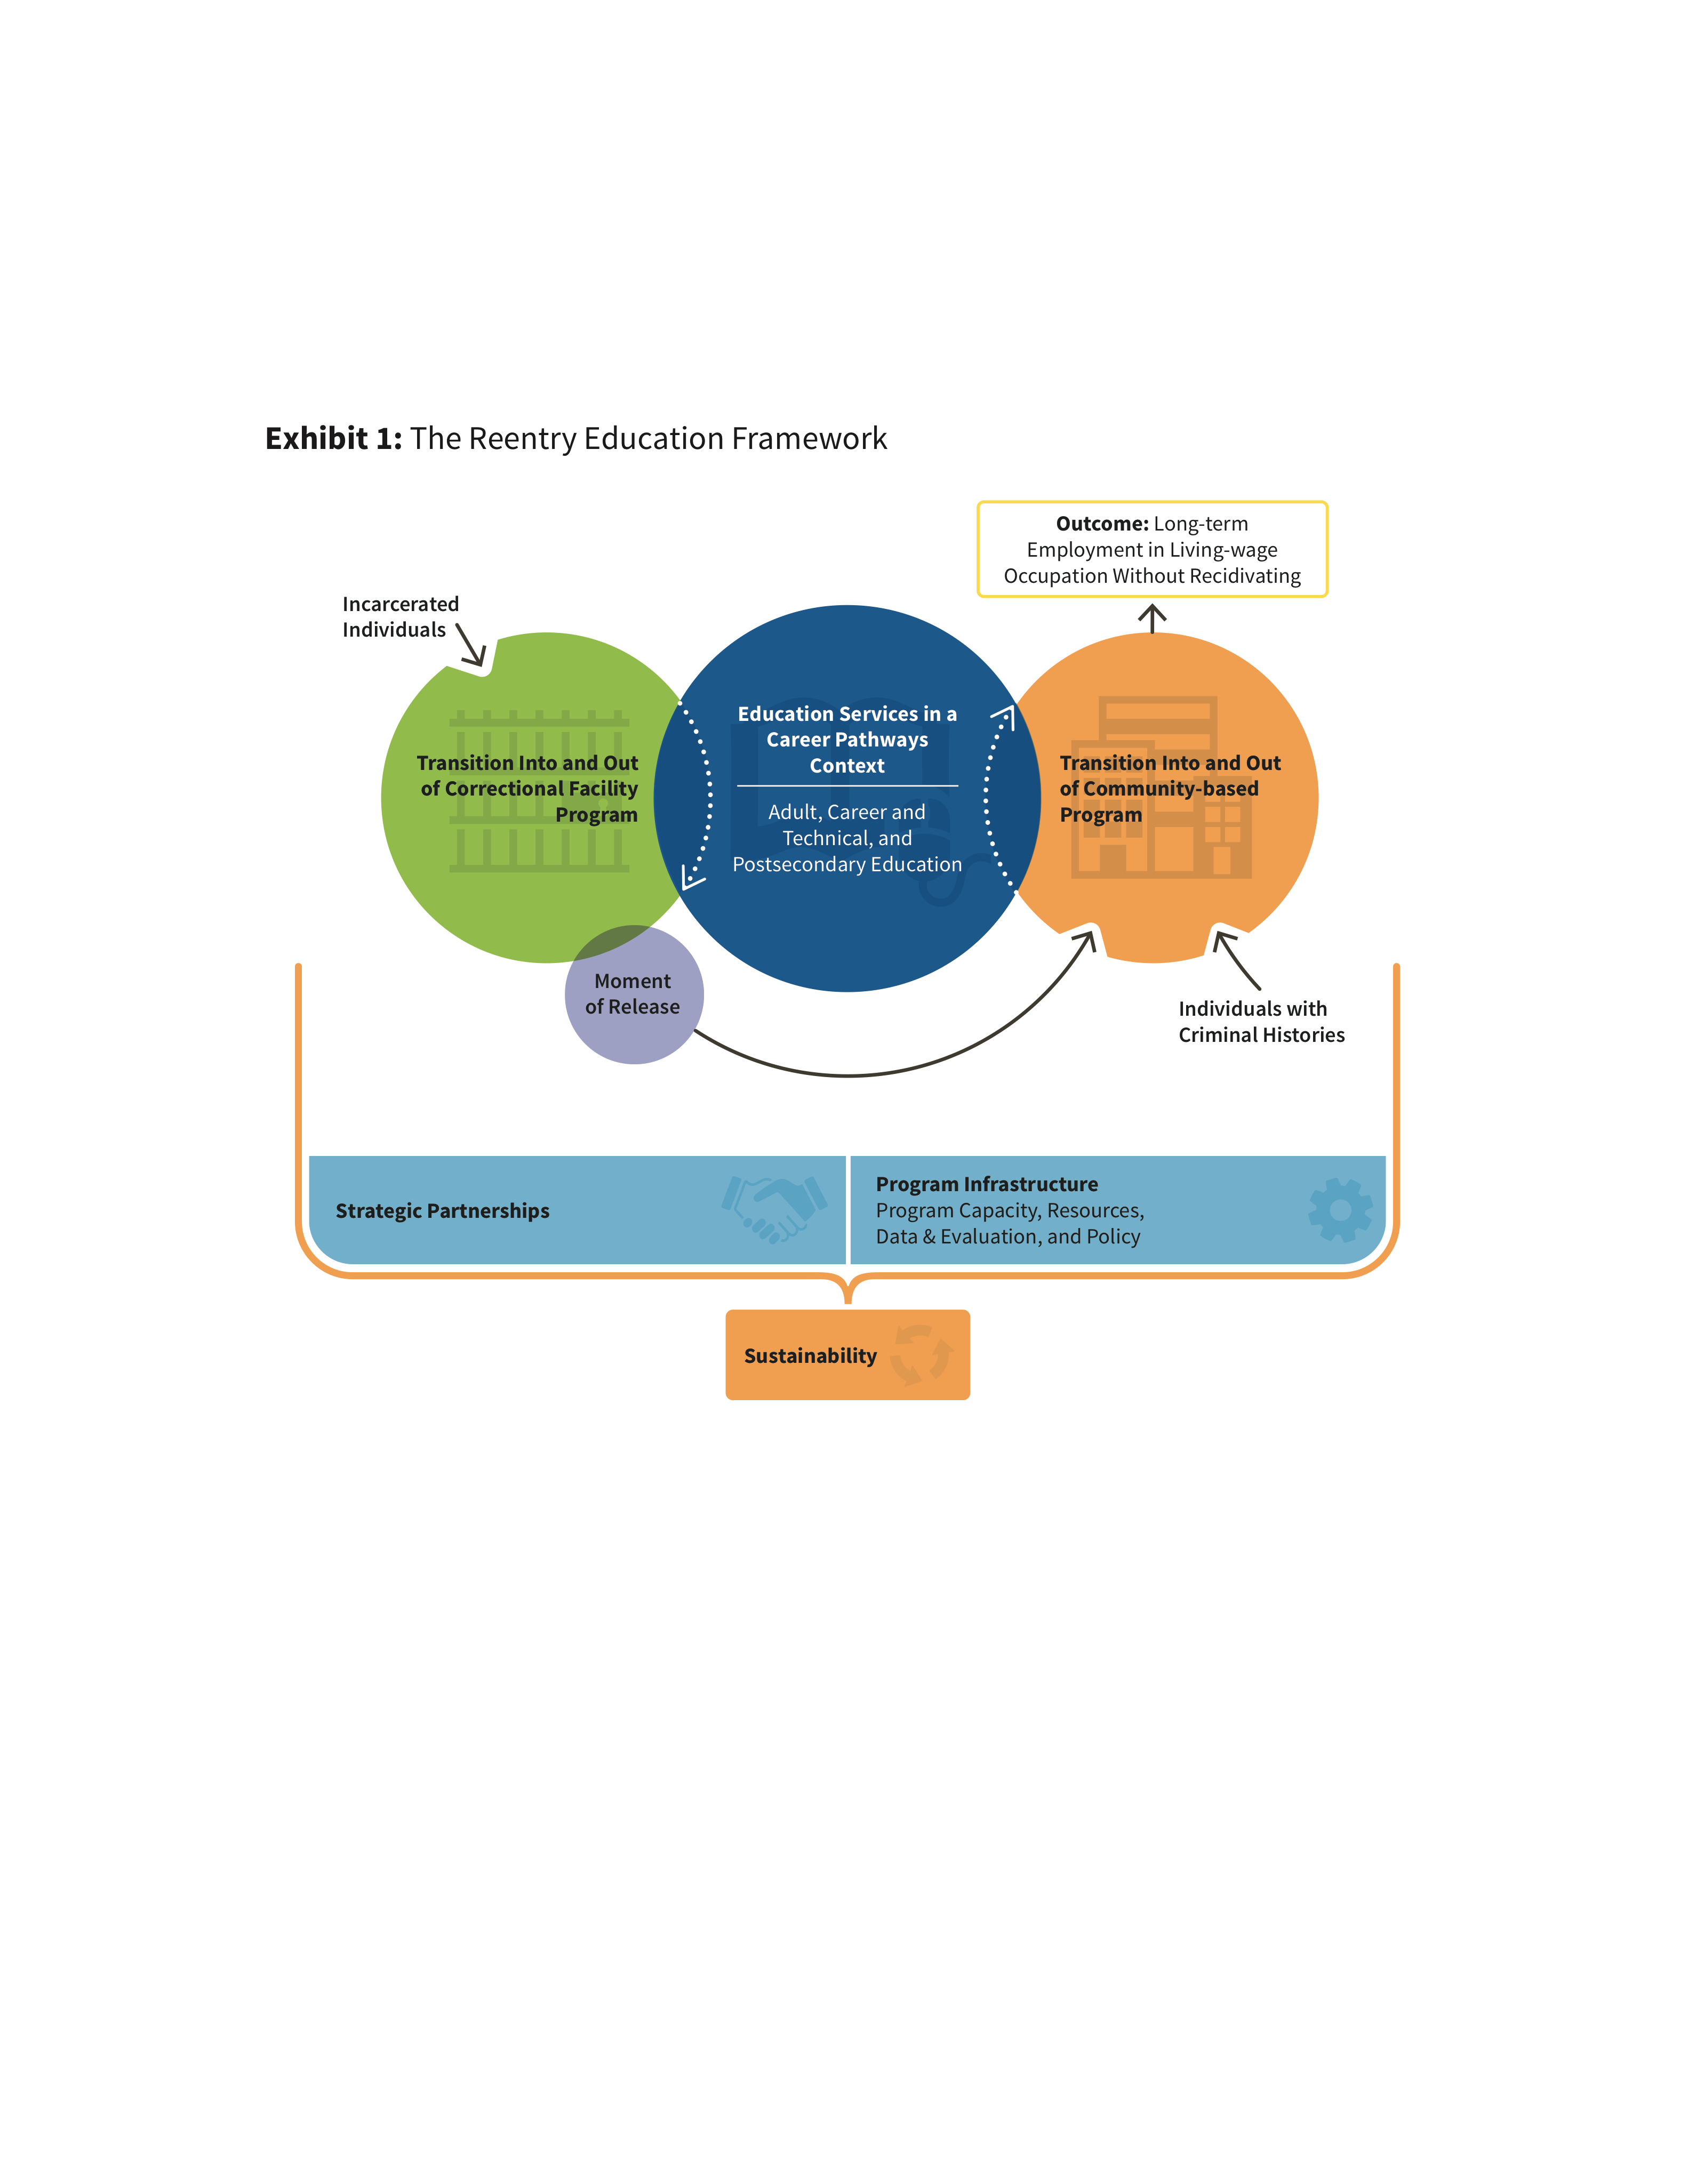 Exhibit 1: The Reentry Education Framework
Outcome: Long-term
Employment in Living-wage
Occupation Without Recidivating
Incarcerated
Individuals
Transition Into and Out
of Correctional Facility
Program
Education Services in a
Career Pathways
Context
Adult, Career and
Technical, and
Postsecondary Education
Transition Into and Out
of Community-based
Program
Moment
of Release
Individuals with
Criminal Histories
Strategic Partnerships
Program Infrastructure
Program Capacity, Resources,
Data & Evaluation, and Policy
Sustainability